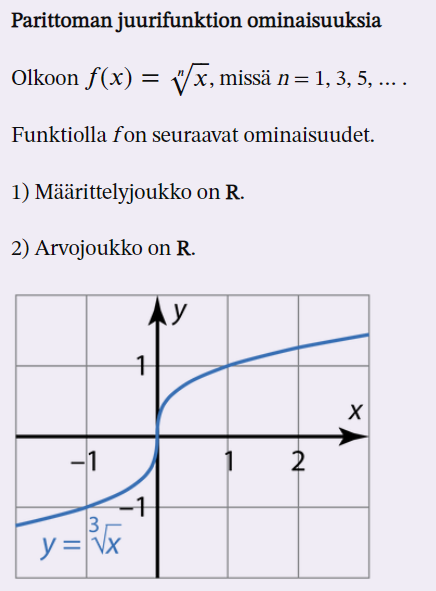 Parittoman juurifunktion ominaisuuksia
Olkoon f(x) = ⁿ√x, missä n = 1, 3, 5, ... .
Funktiolla f on seuraavat ominaisuudet.
1) Määrittelyjoukko on R.
2) Arvojoukko on R.
y
1
x
−1 1 2
−1
y = ³√x